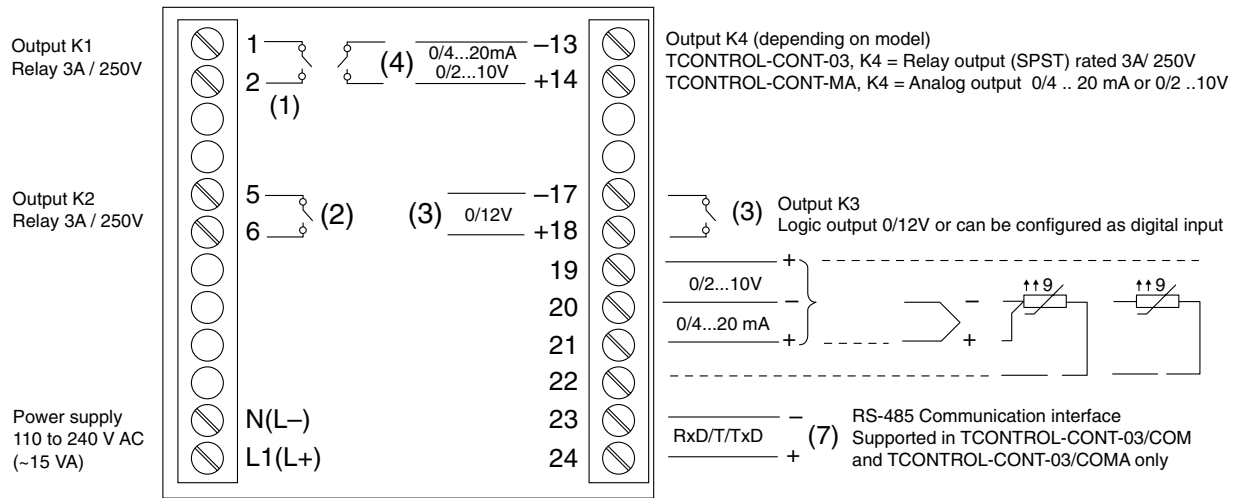 Output K1
Relay 3A / 250V
1
2
(1)
(4)
0/4...20mA
0/2...10V
–13
+14
Output K4 (depending on model)
TCONTROL-CONT-03, K4 = Relay output (SPST) rated 3A/ 250V
TCONTROL-CONT-MA, K4 = Analog output 0/4 .. 20 mA or 0/2 ..10V
Output K2
Relay 3A / 250V
5
6
(2)
(3)
0/12V
–17
+18
(3)
Output K3
Logic output 0/12V or can be configured as digital input
19
20
21
22
+
0/2...10V
–
0/4...20 mA
+
–
+
9
9
Power supply
110 to 240 V AC
(~15 VA)
N(L–)
L1(L+)
23
24
–
RxD/T/TxD
+
(7)
RS-485 Communication interface
Supported in TCONTROL-CONT-03/COM
and TCONTROL-CONT-03/COMA only